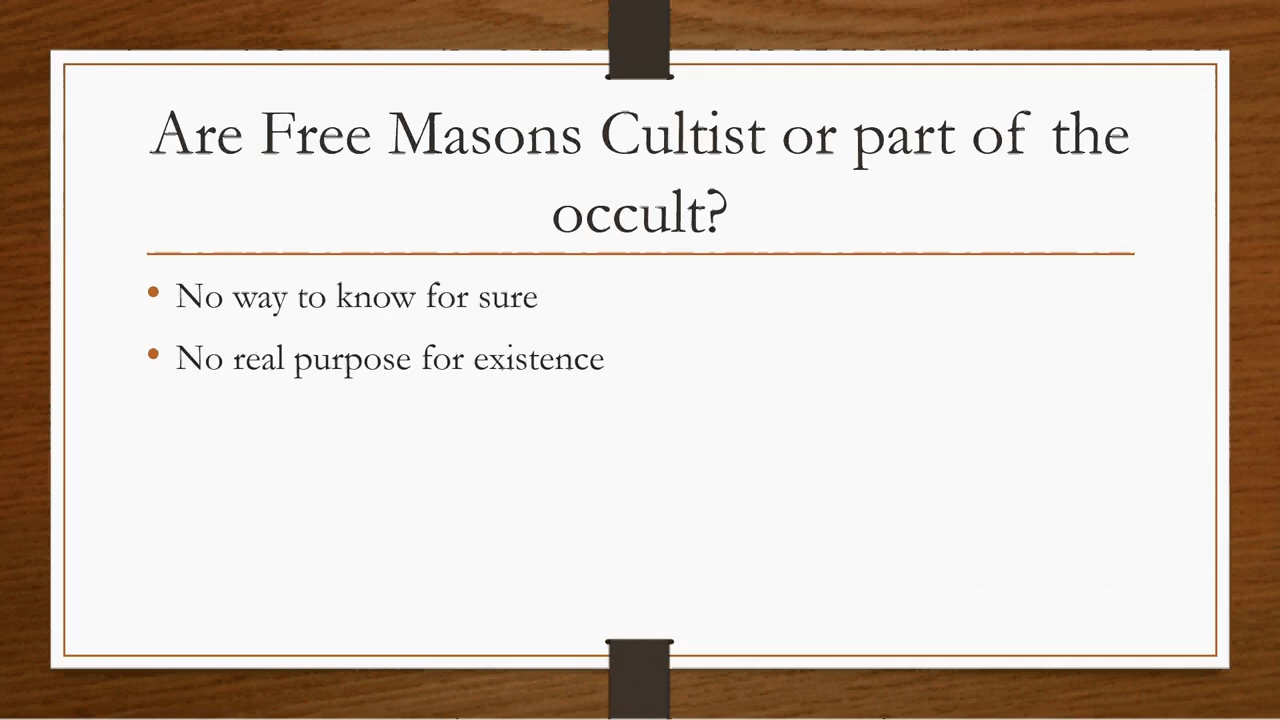 Are Free Masons Cultist or part of the
occult?
• No way to know for sure
• No real purpose for existence